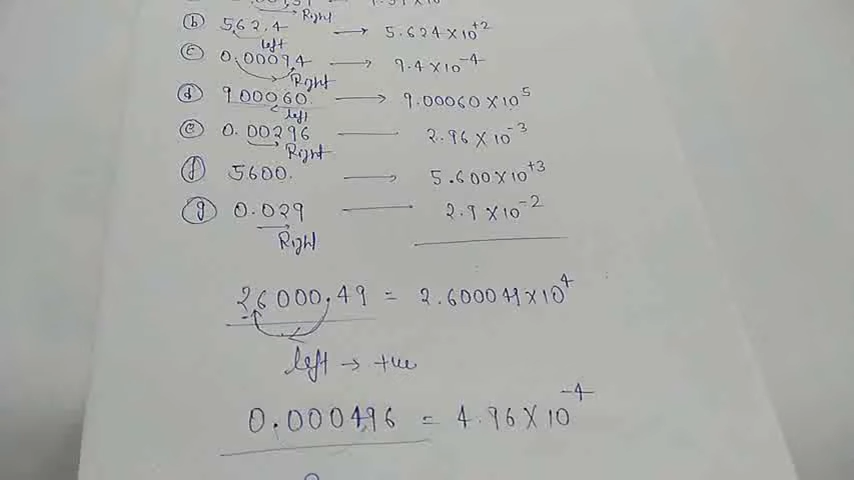 Right
(b) 562.4 → 5.624×10⁺²
left
(c) 0.00094 → 9.4×10⁻⁴
Right
(d) 900060. → 9.00060×10⁵
left
(e) 0.00296 — 2.96×10⁻³
Right
(f) 5600. → 5.600×10⁺³
(g) 0.029 — 2.9×10⁻²
Right
26000.49 = 2.600049×10⁴
left → +ve
0.000496 = 4.96×10⁻⁴